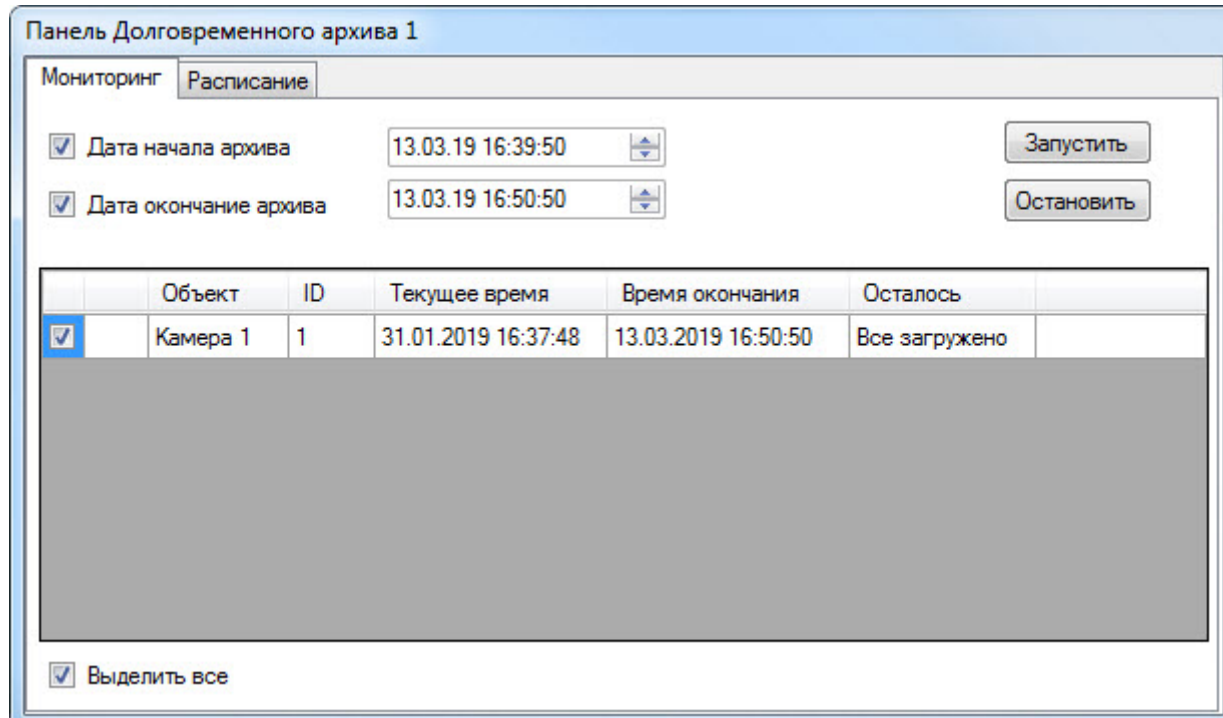 Панель Долговременного архива 1
Мониторинг Расписание
Дата начала архива 13.03.19 16:39:50 Запустить
Дата окончание архива 13.03.19 16:50:50 Остановить
Объект ID Текущее время Время окончания Осталось
Камера 1 1 31.01.2019 16:37:48 13.03.2019 16:50:50 Все загружено
Выделить все